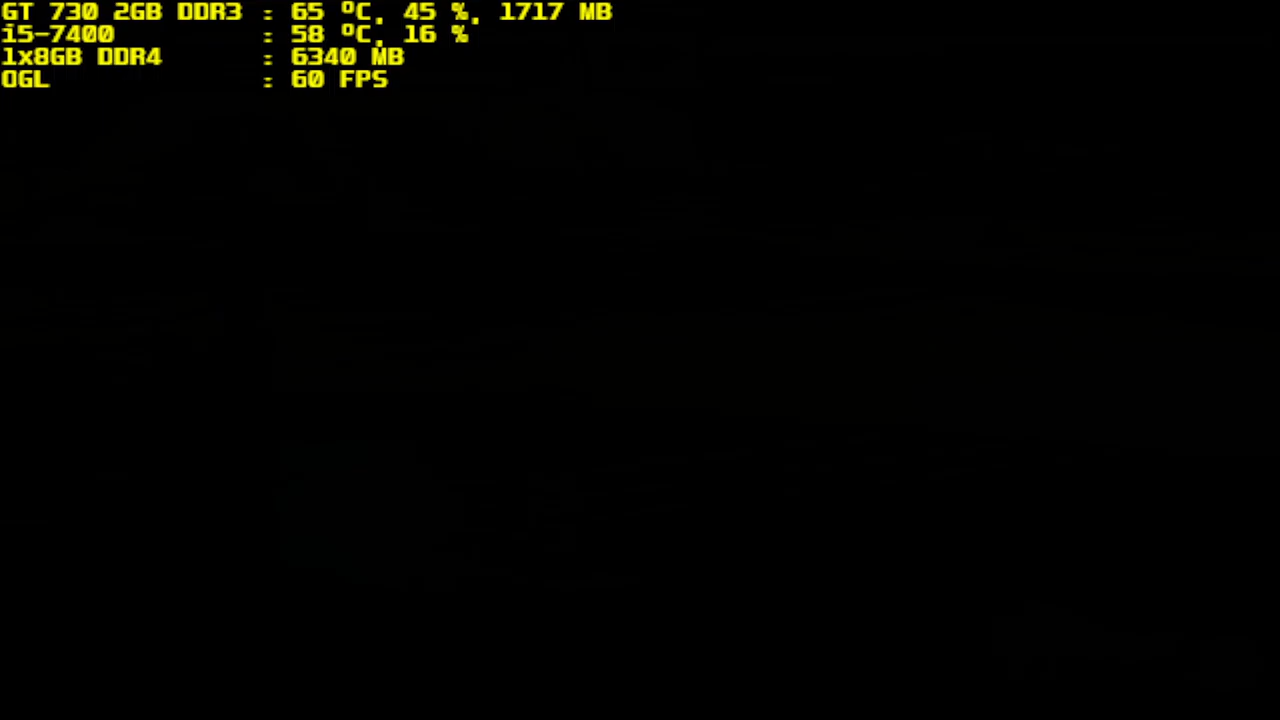 GT 730 2GB DDR3 : 65 ºC, 45 %, 1717 MB
i5-7400 : 58 ºC, 16 %
1x8GB DDR4 : 6340 MB
OGL : 60 FPS